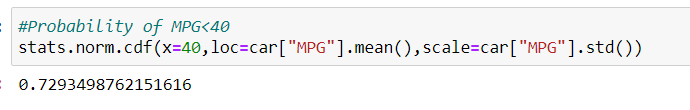 #Probability of MPG<40
stats.norm.cdf(x=40,loc=car["MPG"].mean(),scale=car["MPG"].std())
0.7293498762151616